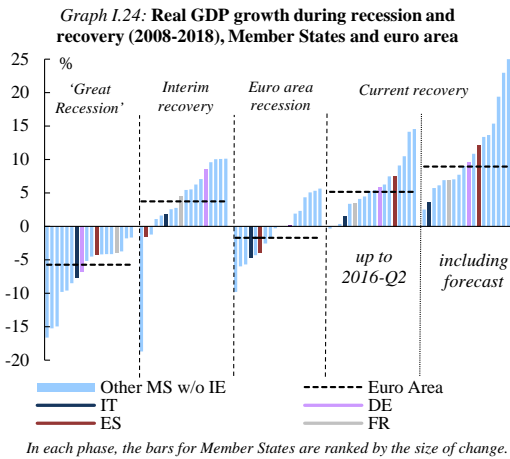 Graph I.24: Real GDP growth during recession and
recovery (2008-2018), Member States and euro area
%
25
20
15
10
5
0
-5
-10
-15
-20
‘Great
Recession’
Interim
recovery
Euro area
recession
Current recovery
up to
2016-Q2
including
forecast
Other MS w/o IE
Euro Area
IT
DE
ES
FR
In each phase, the bars for Member States are ranked by the size of change.